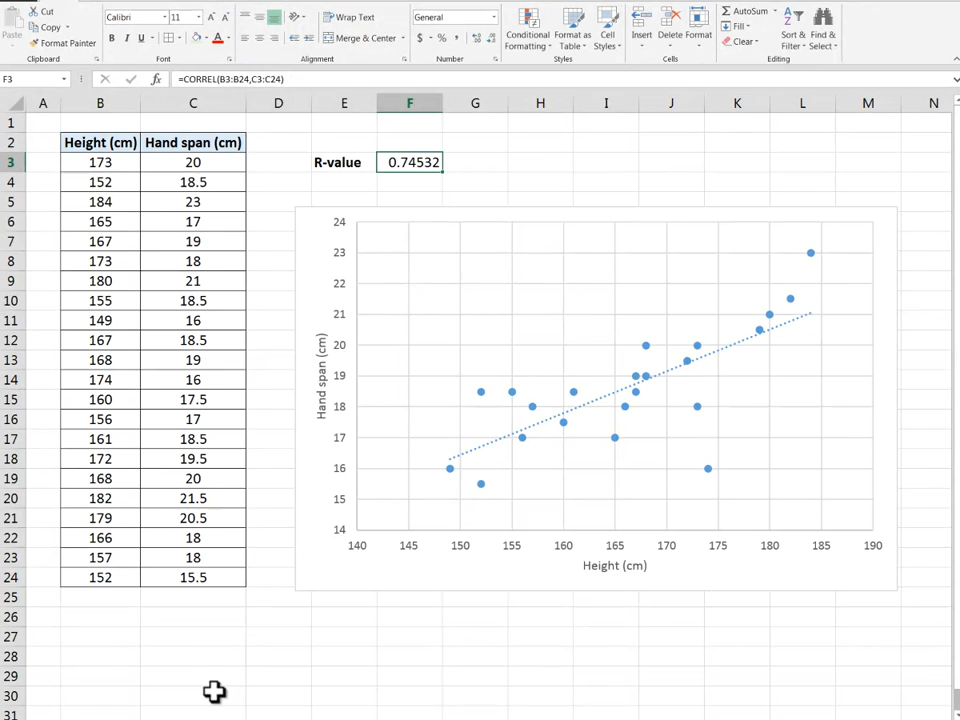 Cut
Calibri 11 A A
Wrap Text
General
AutoSum
Copy
Fill
Paste
Format Painter
B I U A
Merge & Center
$ % ,
Conditional Formatting
Format as Table
Cell Styles
Insert Delete Format
Clear
Sort & Filter
Find & Select
Clipboard Font Alignment Number Styles Cells Editing
F3 fx =CORREL(B3:B24,C3:C24)
A B C D E F G H I J K L M N
1
2 Height (cm) Hand span (cm)
3 173 20 R-value 0.74532
4 152 18.5
5 184 23
6 165 17
7 167 19
8 173 18
9 180 21
10 155 18.5
11 149 16
12 167 18.5
13 168 19
14 174 16
15 160 17.5
16 156 17
17 161 18.5
18 172 19.5
19 168 20
20 182 21.5
21 179 20.5
22 166 18
23 157 18
24 152 15.5
25
26
27
28
29
30
31
24
23
22
21
20
19
18
17
16
15
14
Hand span (cm)
140 145 150 155 160 165 170 175 180 185 190
Height (cm)